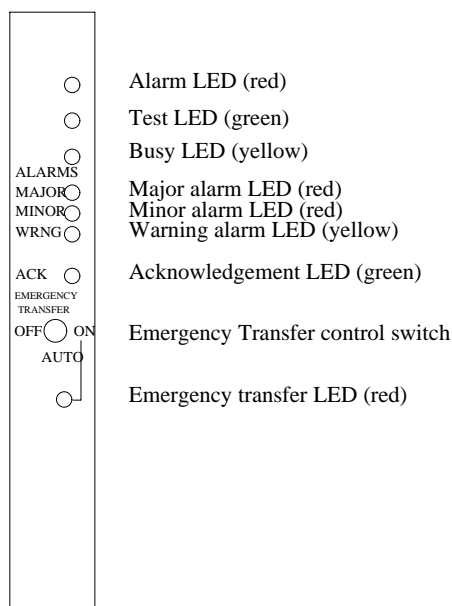 Alarm LED (red)
Test LED (green)
Busy LED (yellow)
ALARMS
MAJOR Major alarm LED (red)
MINOR Minor alarm LED (red)
WRNG Warning alarm LED (yellow)
ACK Acknowledgement LED (green)
EMERGENCY
TRANSFER
OFF ON Emergency Transfer control switch
AUTO
Emergency transfer LED (red)